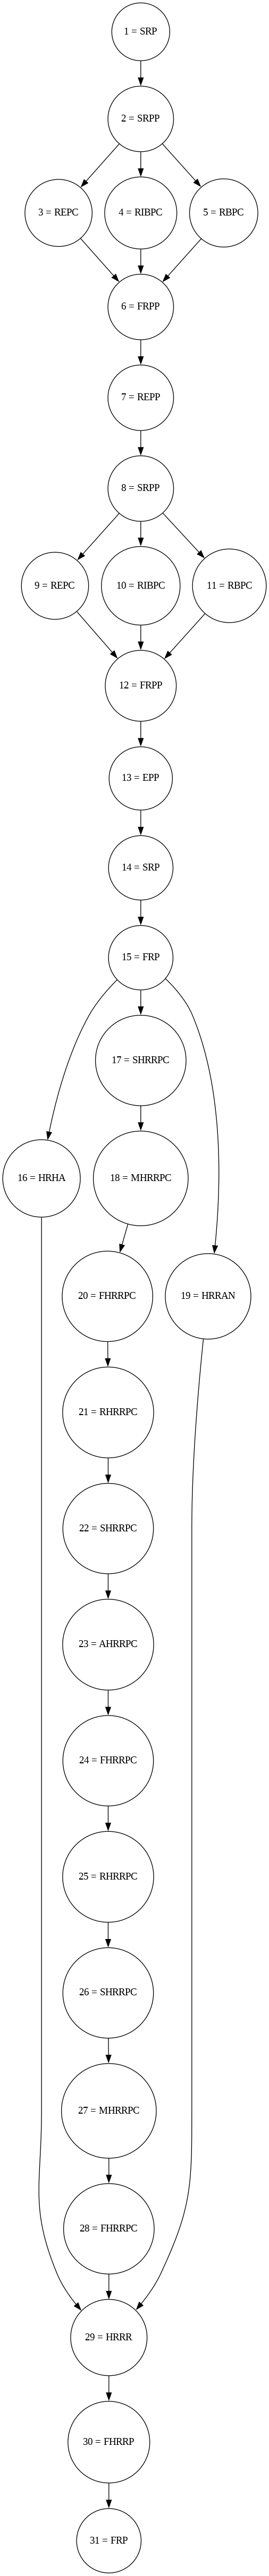 1 = SRP
2 = SRPP
3 = REPC
4 = RIBPC
5 = RBPC
6 = FRPP
7 = REPP
8 = SRPP
9 = REPC
10 = RIBPC
11 = RBPC
12 = FRPP
13 = EPP
14 = SRP
15 = FRP
17 = SHRRPC
16 = HRHA
18 = MHRRPC
20 = FHRRPC
19 = HRRAN
21 = RHRRPC
22 = SHRRPC
23 = AHRRPC
24 = FHRRPC
25 = RHRRPC
26 = SHRRPC
27 = MHRRPC
28 = FHRRPC
29 = HRRR
30 = FHRRP
31 = FRP